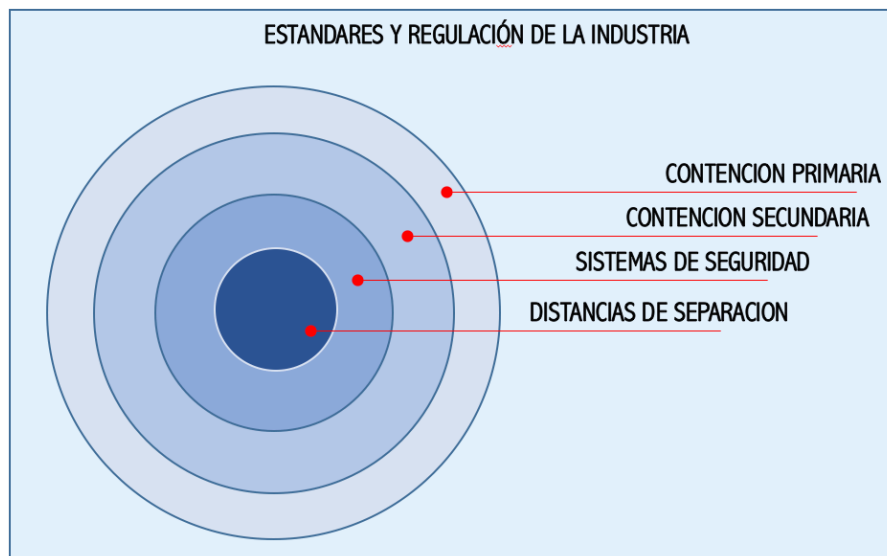 ESTANDARES Y REGULACIÓN DE LA INDUSTRIA
CONTENCION PRIMARIA
CONTENCION SECUNDARIA
SISTEMAS DE SEGURIDAD
DISTANCIAS DE SEPARACION